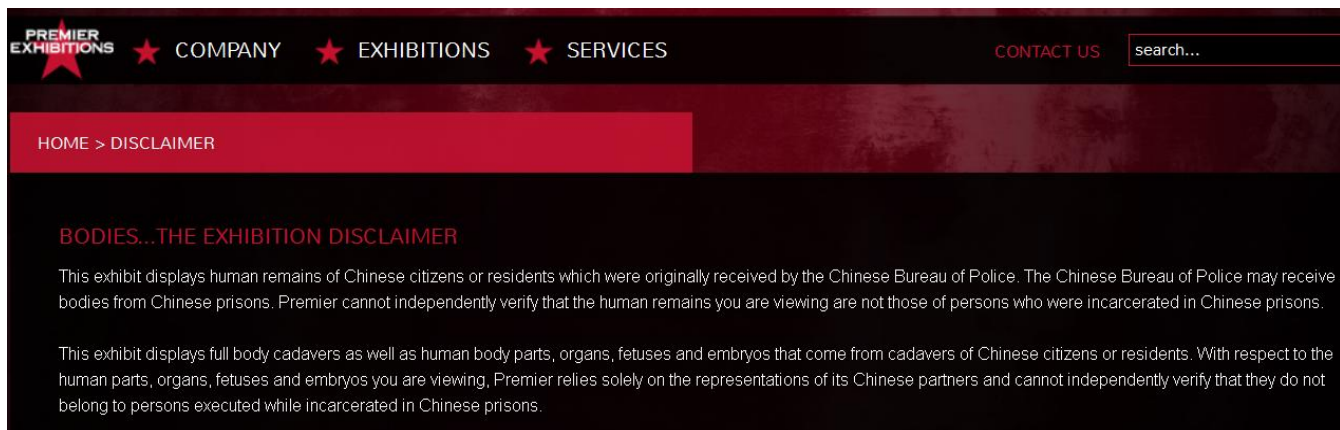 PREMIER
EXHIBITIONS
COMPANY
EXHIBITIONS
SERVICES
CONTACT US
search...
HOME > DISCLAIMER
BODIES...THE EXHIBITION DISCLAIMER
This exhibit displays human remains of Chinese citizens or residents which were originally received by the Chinese Bureau of Police. The Chinese Bureau of Police may receive
bodies from Chinese prisons. Premier cannot independently verify that the human remains you are viewing are not those of persons who were incarcerated in Chinese prisons.
This exhibit displays full body cadavers as well as human body parts, organs, fetuses and embryos that come from cadavers of Chinese citizens or residents. With respect to the
human parts, organs, fetuses and embryos you are viewing, Premier relies solely on the representations of its Chinese partners and cannot independently verify that they do not
belong to persons executed while incarcerated in Chinese prisons.